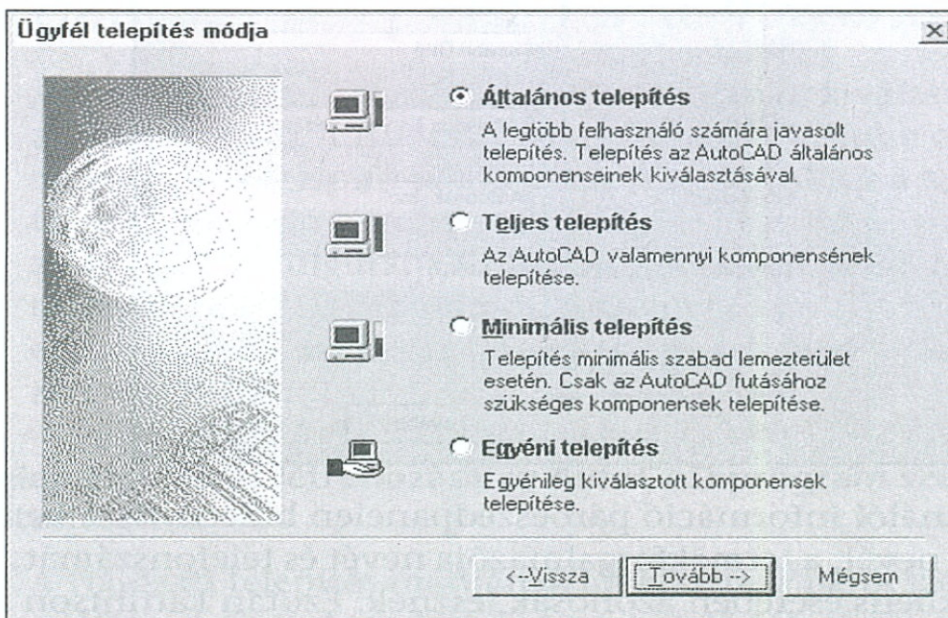 Ügyfél telepítés módja
Általános telepítés
A legtöbb felhasználó számára javasolt
telepítés. Telepítés az AutoCAD általános
komponenseinek kiválasztásával.
Teljes telepítés
Az AutoCAD valamennyi komponensének
telepítése.
Minimális telepítés
Telepítés minimális szabad lemezterület
esetén. Csak az AutoCAD futásához
szükséges komponensek telepítése.
Egyéni telepítés
Egyénileg kiválasztott komponensek
telepítése.
<--Vissza
Tovább -->
Mégsem